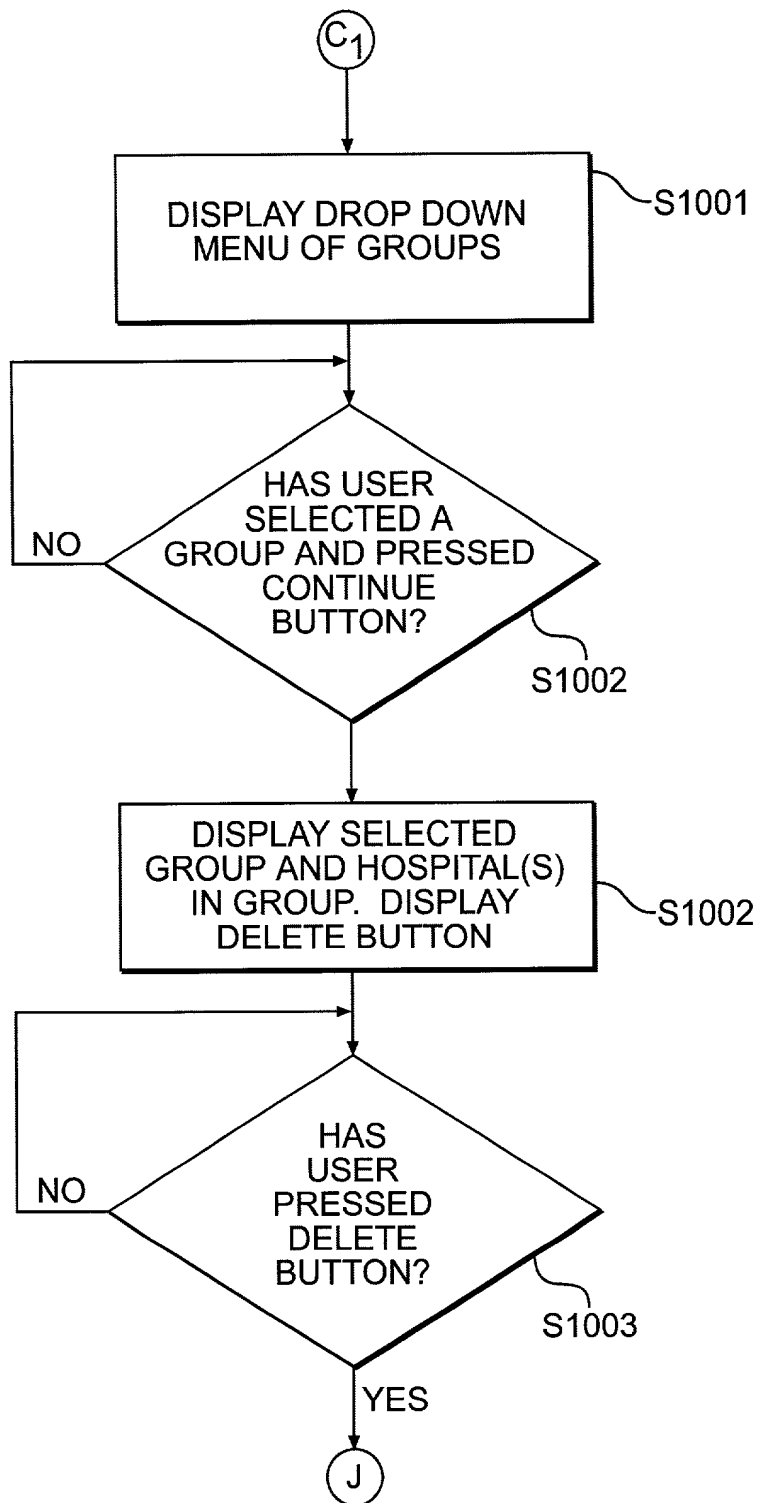 C1
DISPLAY DROP DOWN
MENU OF GROUPS
S1001
HAS USER
SELECTED A
GROUP AND PRESSED
CONTINUE
BUTTON?
NO
S1002
DISPLAY SELECTED
GROUP AND HOSPITAL(S)
IN GROUP. DISPLAY
DELETE BUTTON
S1002
HAS
USER
PRESSED
DELETE
BUTTON?
NO
S1003
YES
J